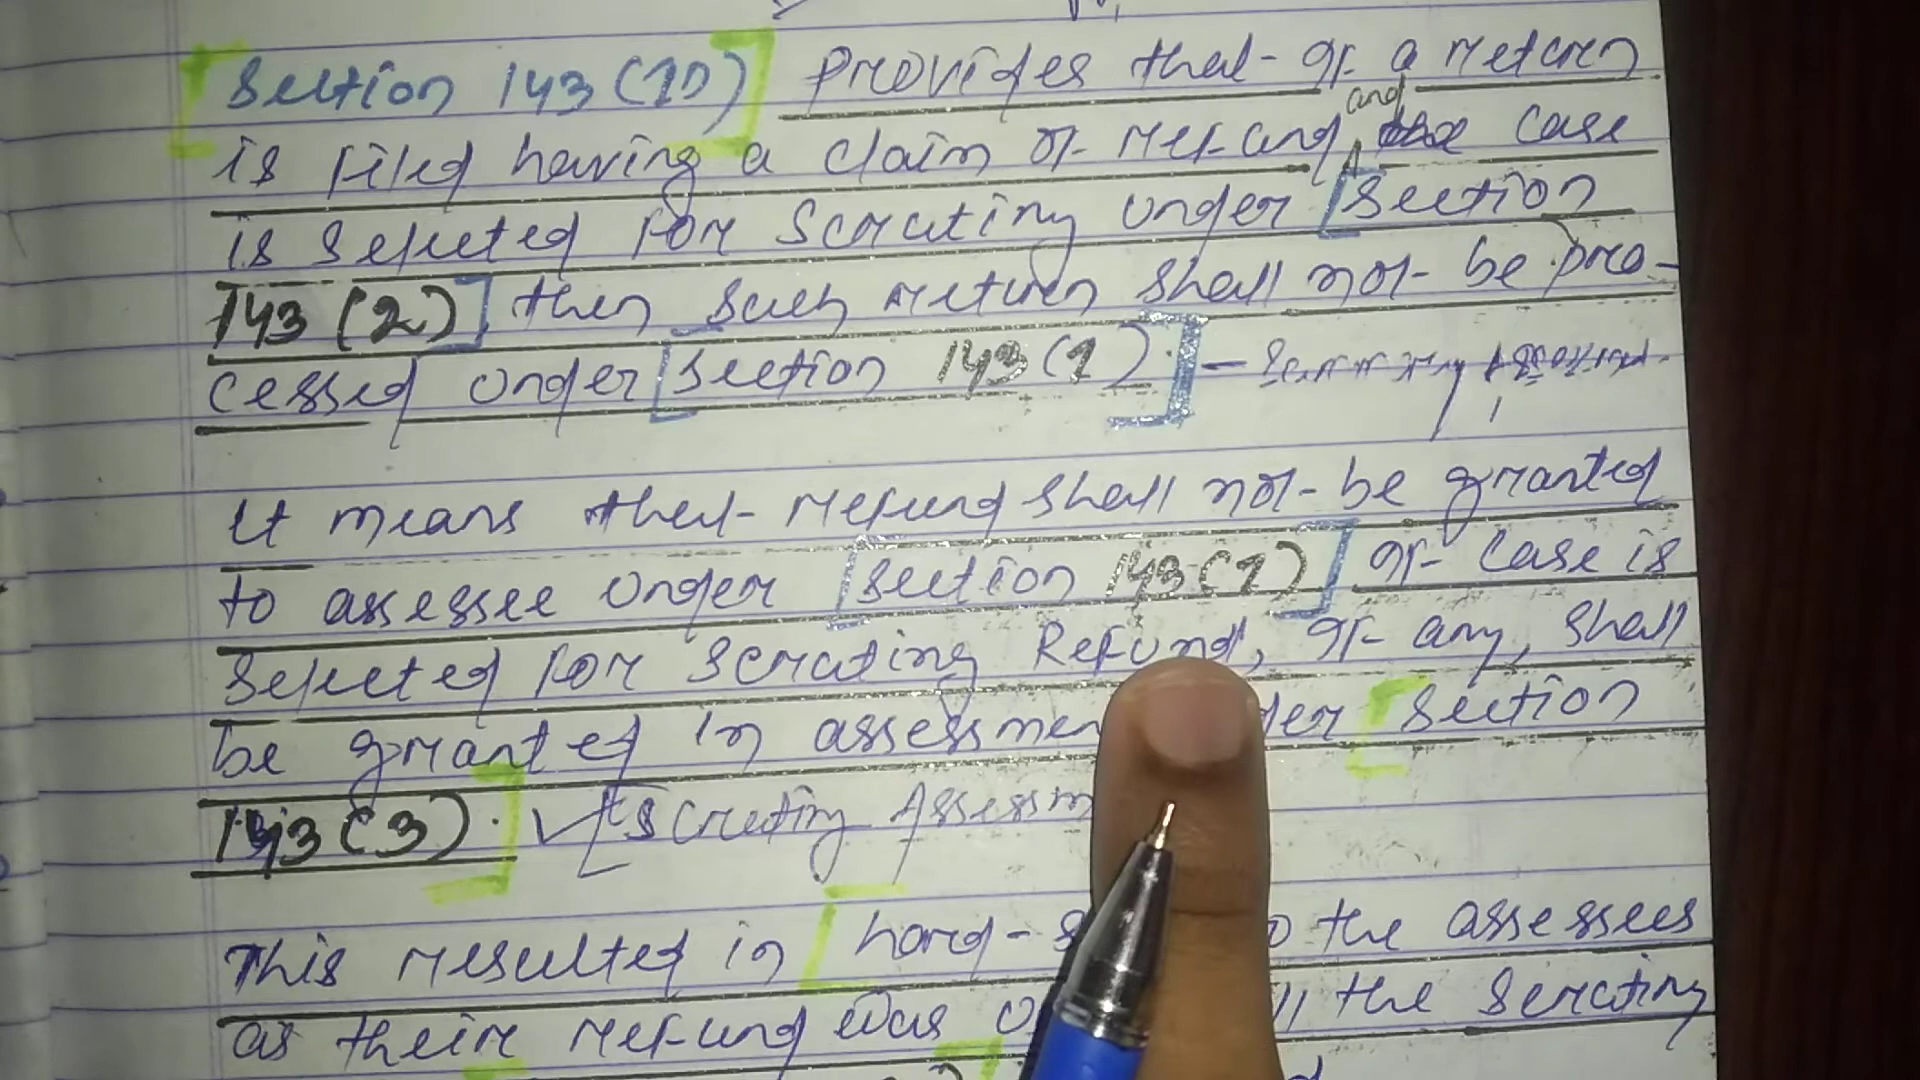 Section 143 (1D) provides that- If a return
and
is filed having a claim of refund the case
is selected for scrutiny under Section
143 (2), then such return shall not be pro-
cessed under Section 143 (1). - Summary Assessment.
It means that refund shall not be granted
to assessee under Section 143 (1) If case is
selected for scrutiny Refund, If any, shall
be granted in assessmen Section
143 (3). Scrutiny Assessm
This resulted in hard- the assessees
as their refund was the scrutiny